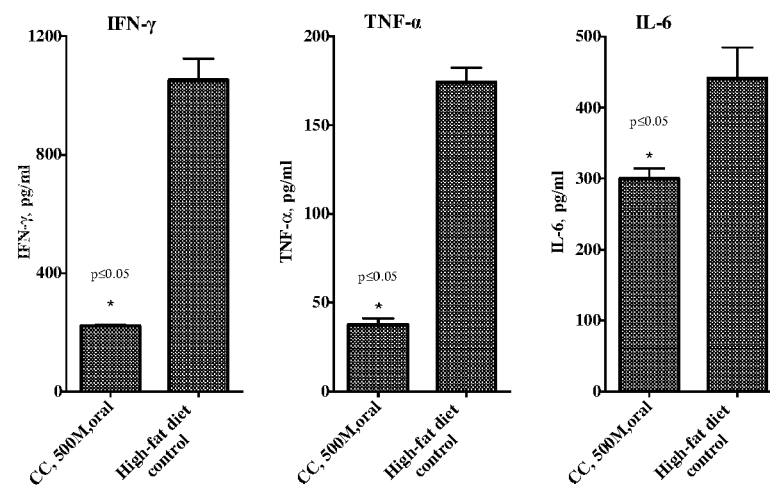 IFN-γ
1200
800
400
0
IFN-γ, pg/ml
p≤0.05
*
CC, 500M,oral
High-fat diet
control
TNF-α
200
150
100
50
0
TNF-α, pg/ml
p≤0.05
*
CC, 500M,oral
High-fat diet
control
IL-6
500
400
300
200
100
0
IL-6, pg/ml
p≤0.05
*
CC, 500M,oral
High-fat diet
control